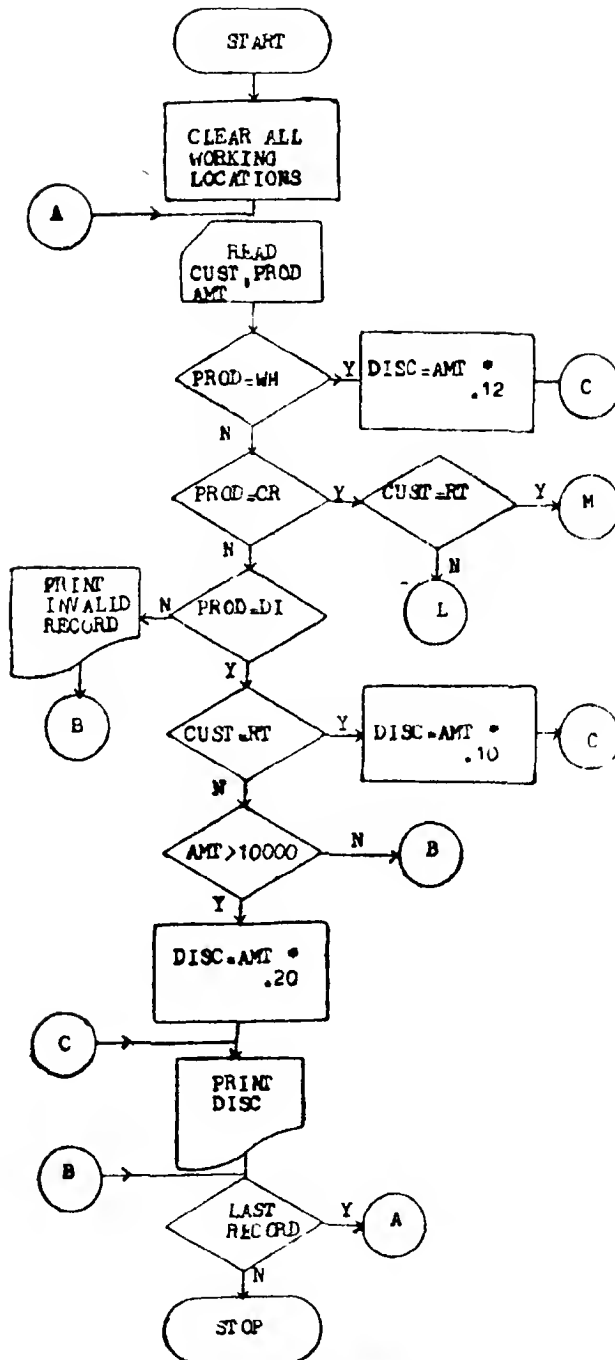 START
CLEAR ALL
WORKING
LOCATIONS
A
READ
CUST,PROD
AMT
PROD=WH
Y
DISC=AMT *
.12
C
N
PROD=CR
Y
CUST=RT
Y
M
N
N
L
PRINT
INVALID
RECORD
N
PROD=DI
B
Y
CUST=RT
Y
DISC=AMT *
.10
C
N
AMT>10000
N
B
Y
DISC=AMT *
.20
C
PRINT
DISC
B
LAST
RECORD
Y
A
N
STOP